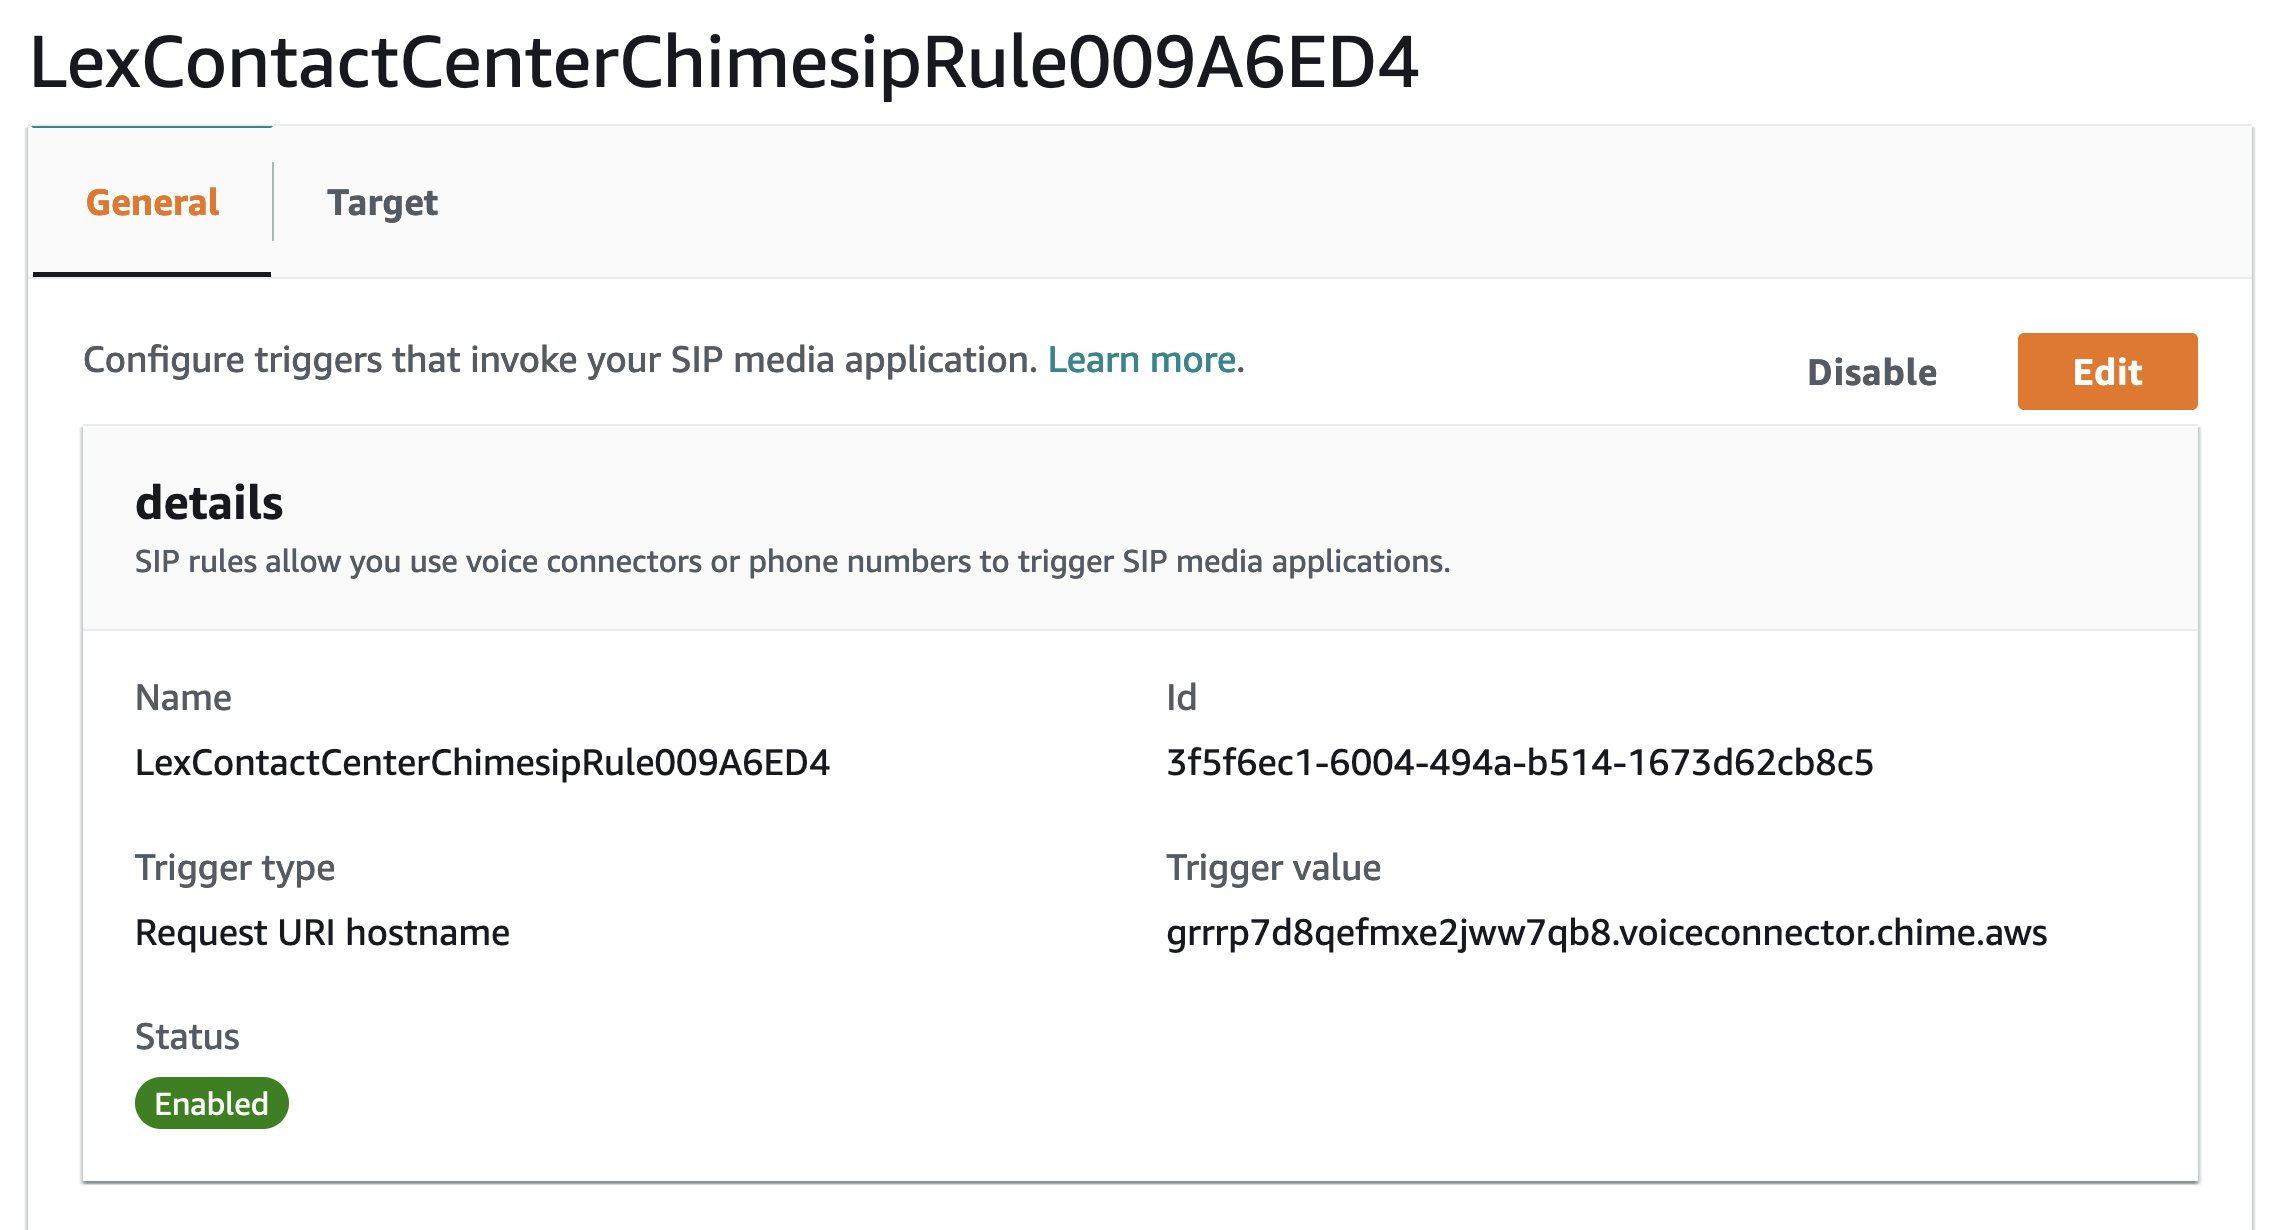 LexContactCenterChimesipRule009A6ED4
General
Target
Configure triggers that invoke your SIP media application. Learn more.
Disable
Edit
details
SIP rules allow you use voice connectors or phone numbers to trigger SIP media applications.
Name
Id
LexContactCenterChimesipRule009A6ED4
3f5f6ec1-6004-494a-b514-1673d62cb8c5
Trigger type
Trigger value
Request URI hostname
grrrp7d8qefmxe2jww7qb8.voiceconnector.chime.aws
Status
Enabled